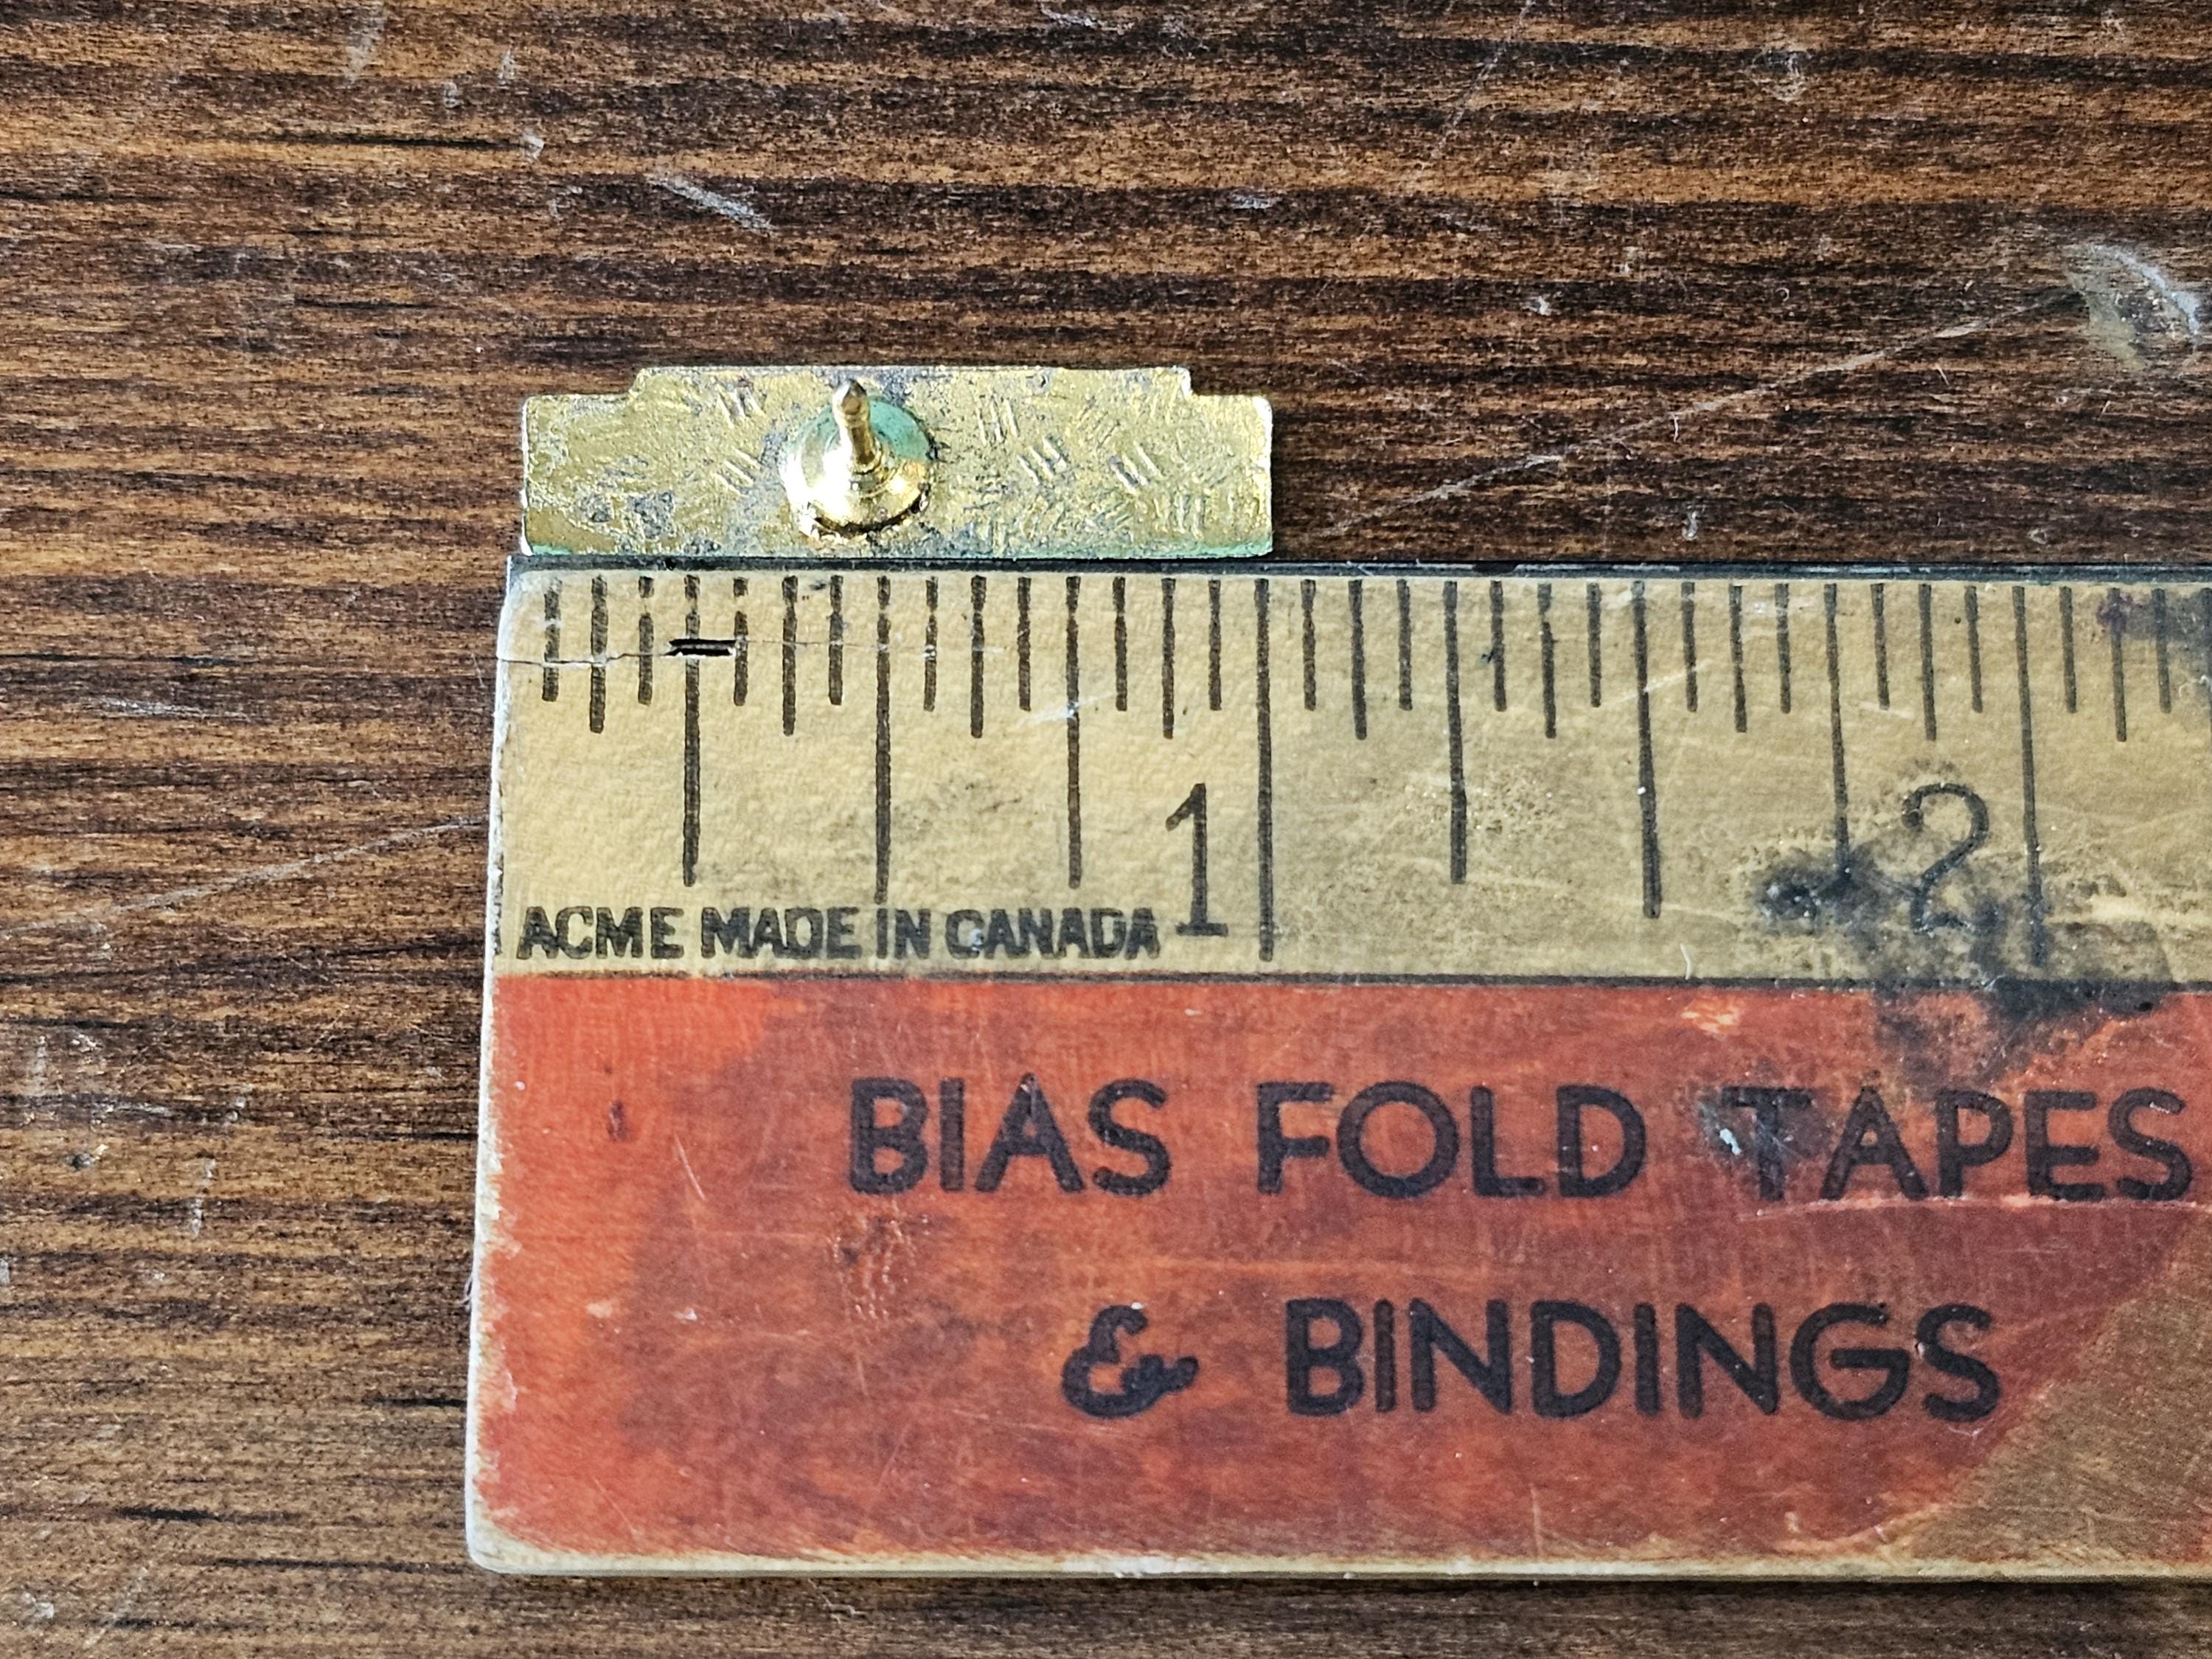 1 2
ACME MADE IN CANADA
BIAS FOLD TAPES
& BINDINGS